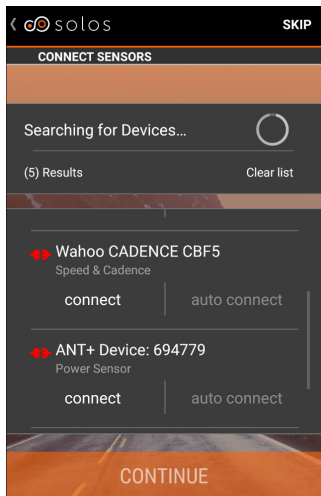 solos
SKIP
CONNECT SENSORS
Searching for Devices...
(5) Results
Clear list
Wahoo CADENCE CBF5
Speed & Cadence
connect
auto connect
ANT+ Device: 694779
Power Sensor
connect
auto connect
CONTINUE